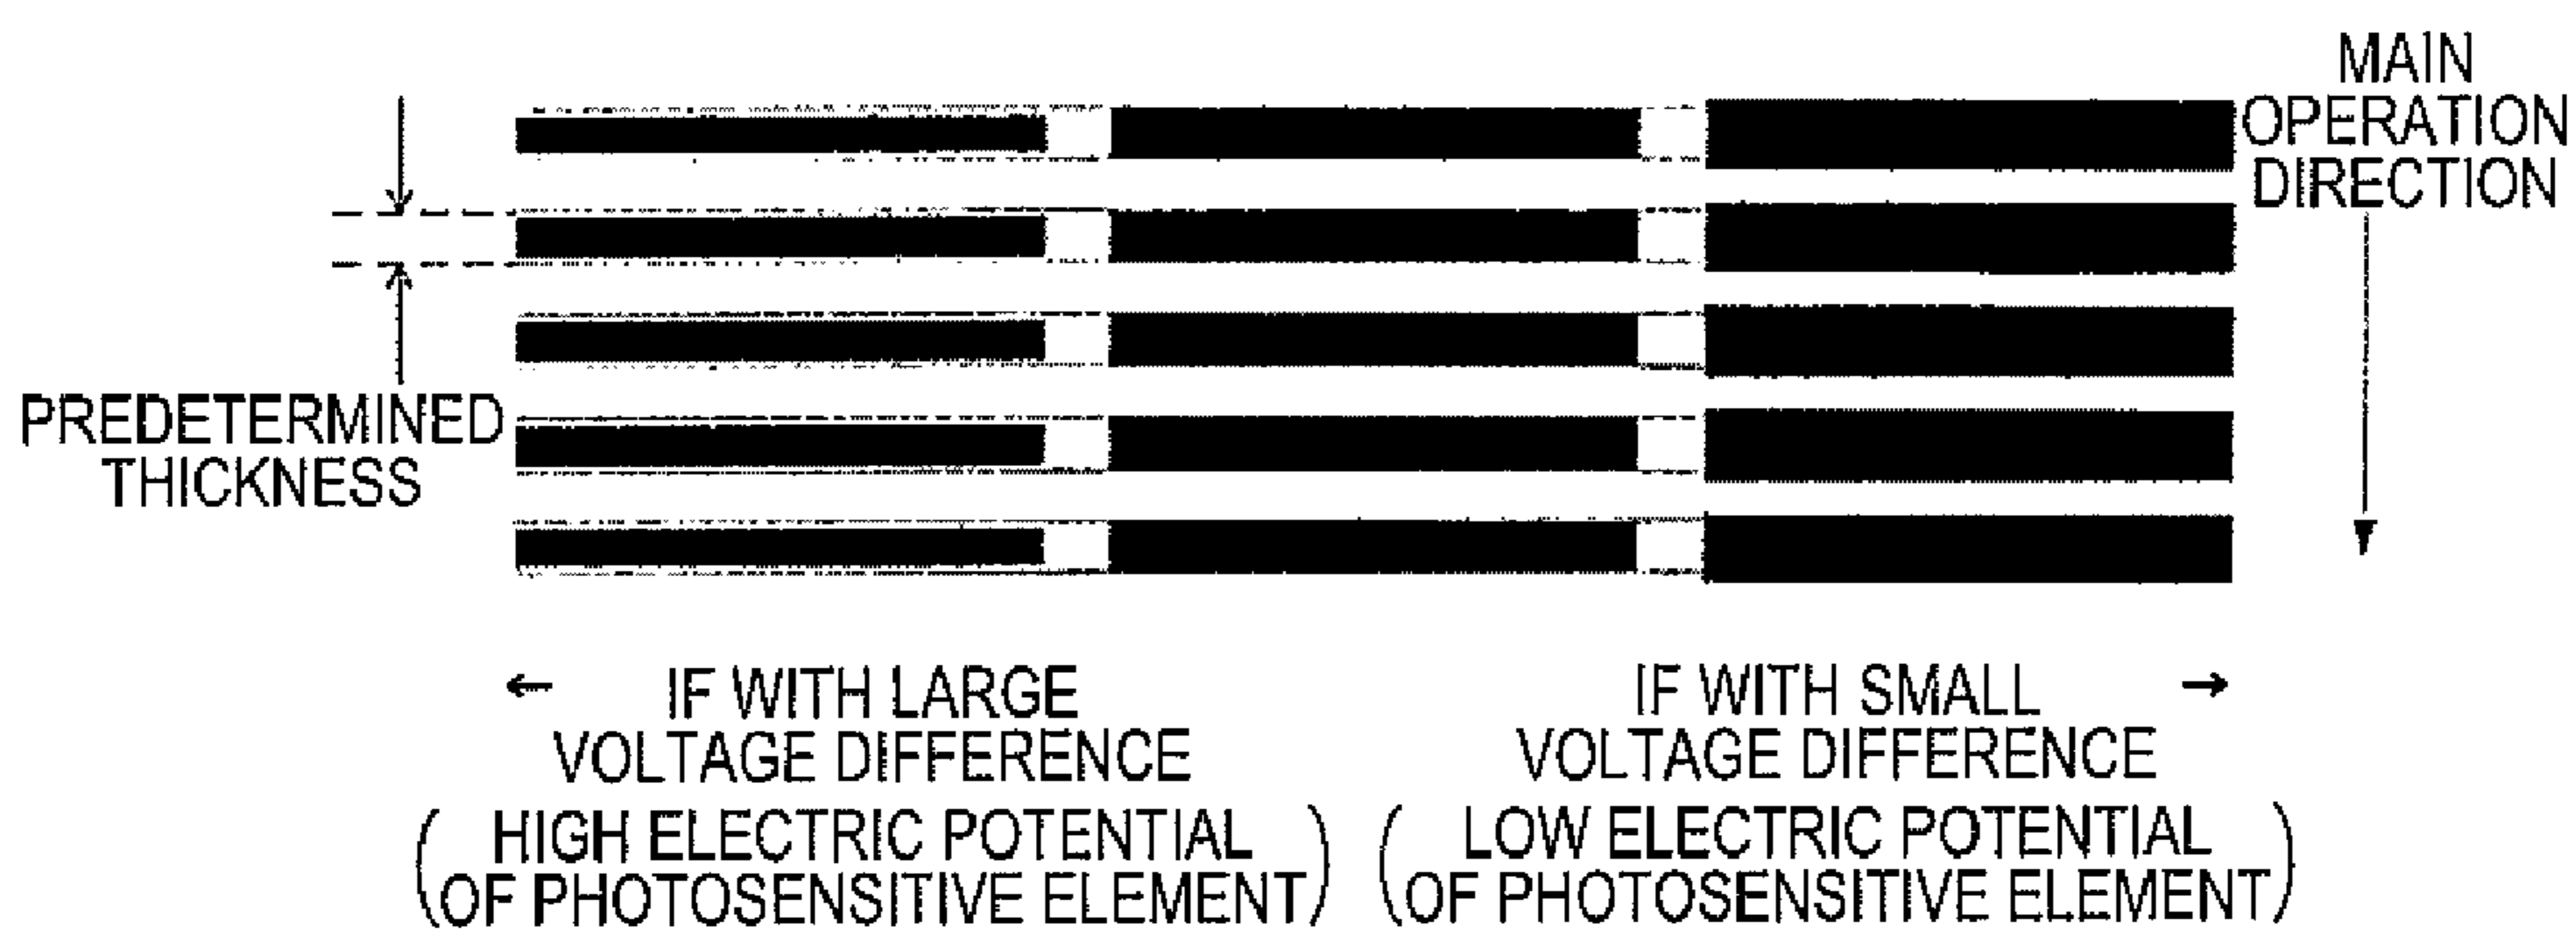 MAIN
OPERATION
DIRECTION
PREDETERMINED
THICKNESS
← IF WITH LARGE
VOLTAGE DIFFERENCE
(HIGH ELECTRIC POTENTIAL
OF PHOTOSENSITIVE ELEMENT)
IF WITH SMALL →
VOLTAGE DIFFERENCE
(LOW ELECTRIC POTENTIAL
OF PHOTOSENSITIVE ELEMENT)